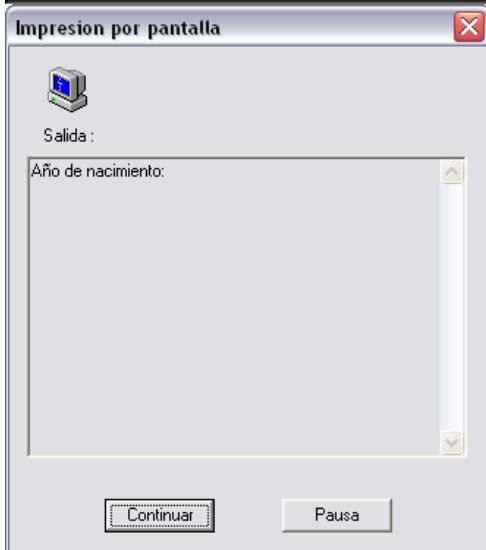 Impresion por pantalla
Salida :
Año de nacimiento:
Continuar
Pausa